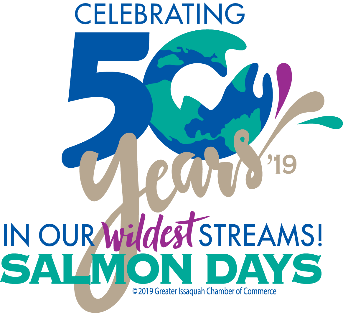 CELEBRATING
50
years '19
IN OUR wildest STREAMS!
SALMON DAYS
© 2019 Greater Issaquah Chamber of Commerce